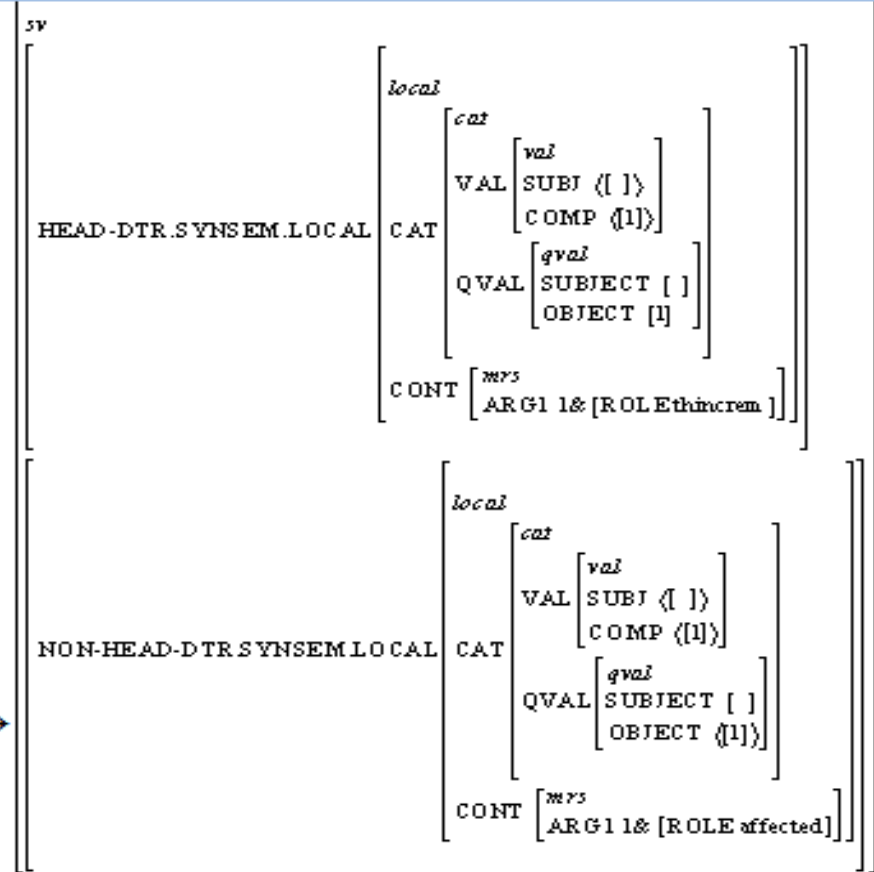 sv
local
cat
val
VAL SUBJ ⟨[ ]⟩
COMP ⟨[1]⟩
HEAD-DTR.SYNSEM.LOCAL CAT
qval
QVAL SUBJECT [ ]
OBJECT [1]
mrs
CONT
ARG1 1& [ROLE thincrem ]
local
cat
val
VAL SUBJ ⟨[ ]⟩
COMP ⟨[1]⟩
NON-HEAD-DTR.SYNSEM.LOCAL CAT
qval
QVAL SUBJECT [ ]
OBJECT ⟨[1]⟩
mrs
CONT
ARG1 1& [ROLE affected]